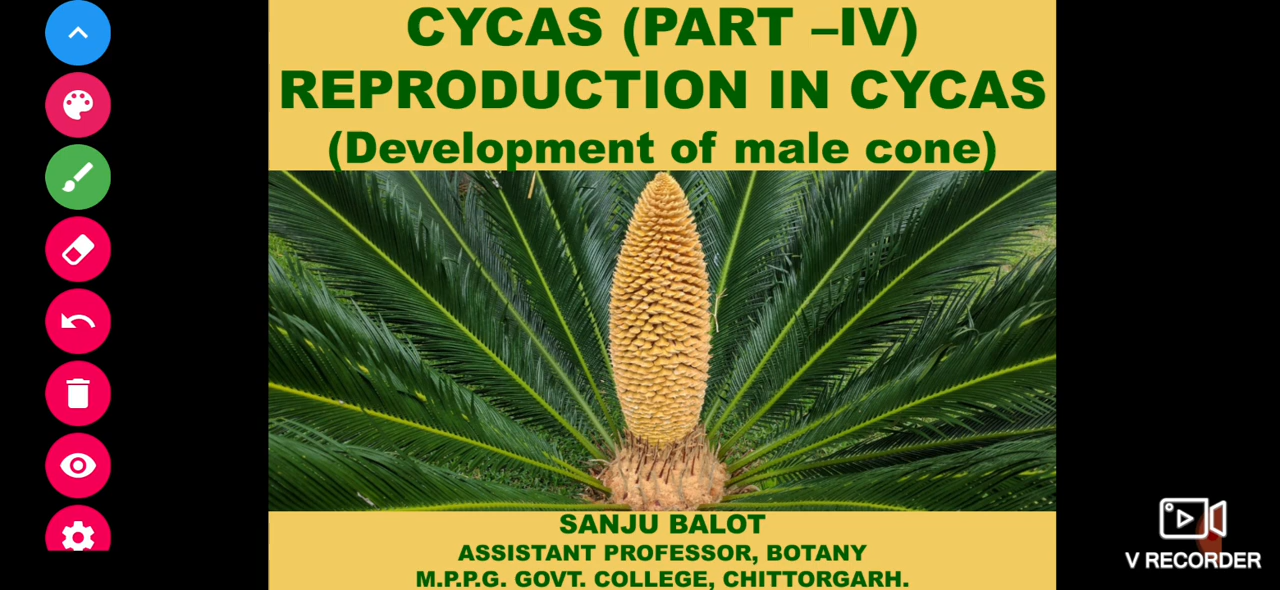 CYCAS (PART –IV)
REPRODUCTION IN CYCAS
(Development of male cone)
SANJU BALOT
ASSISTANT PROFESSOR, BOTANY
M.P.P.G. GOVT. COLLEGE, CHITTORGARH.
V RECORDER